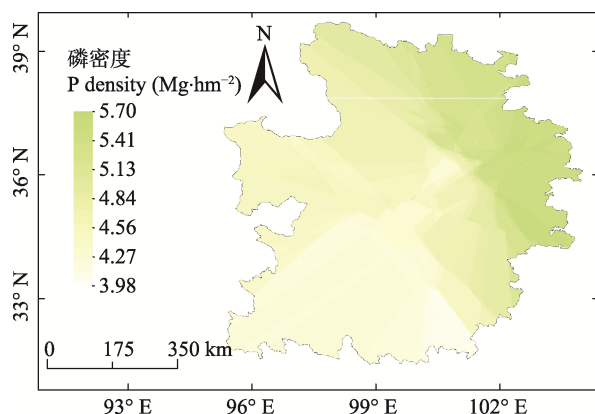 N
磷密度
P density (Mg·hm⁻²)
5.70
5.41
5.13
4.84
4.56
4.27
3.98
0 175 350 km
39° N
36° N
33° N
93° E 96° E 99° E 102° E